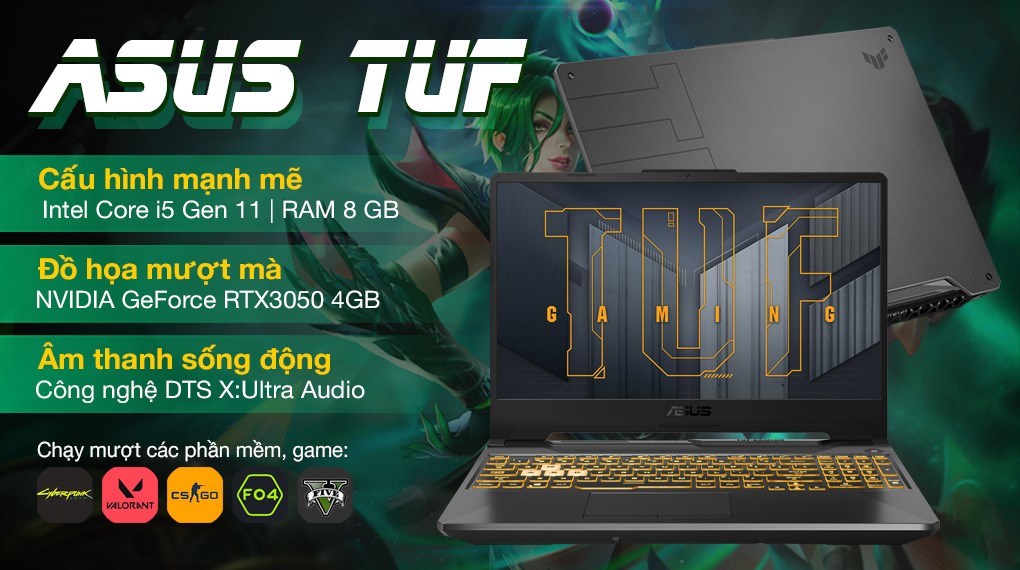 ASUS TUF
Cấu hình mạnh mẽ
Intel Core i5 Gen 11 | RAM 8 GB
Đồ họa mượt mà
NVIDIA GeForce RTX3050 4GB
Âm thanh sống động
Công nghệ DTS X:Ultra Audio
Chạy mượt các phần mềm, game:
CYBERPUNK
VALORANT
CS GO
FO4
V
FIVE
TUF
GAMING
ASUS